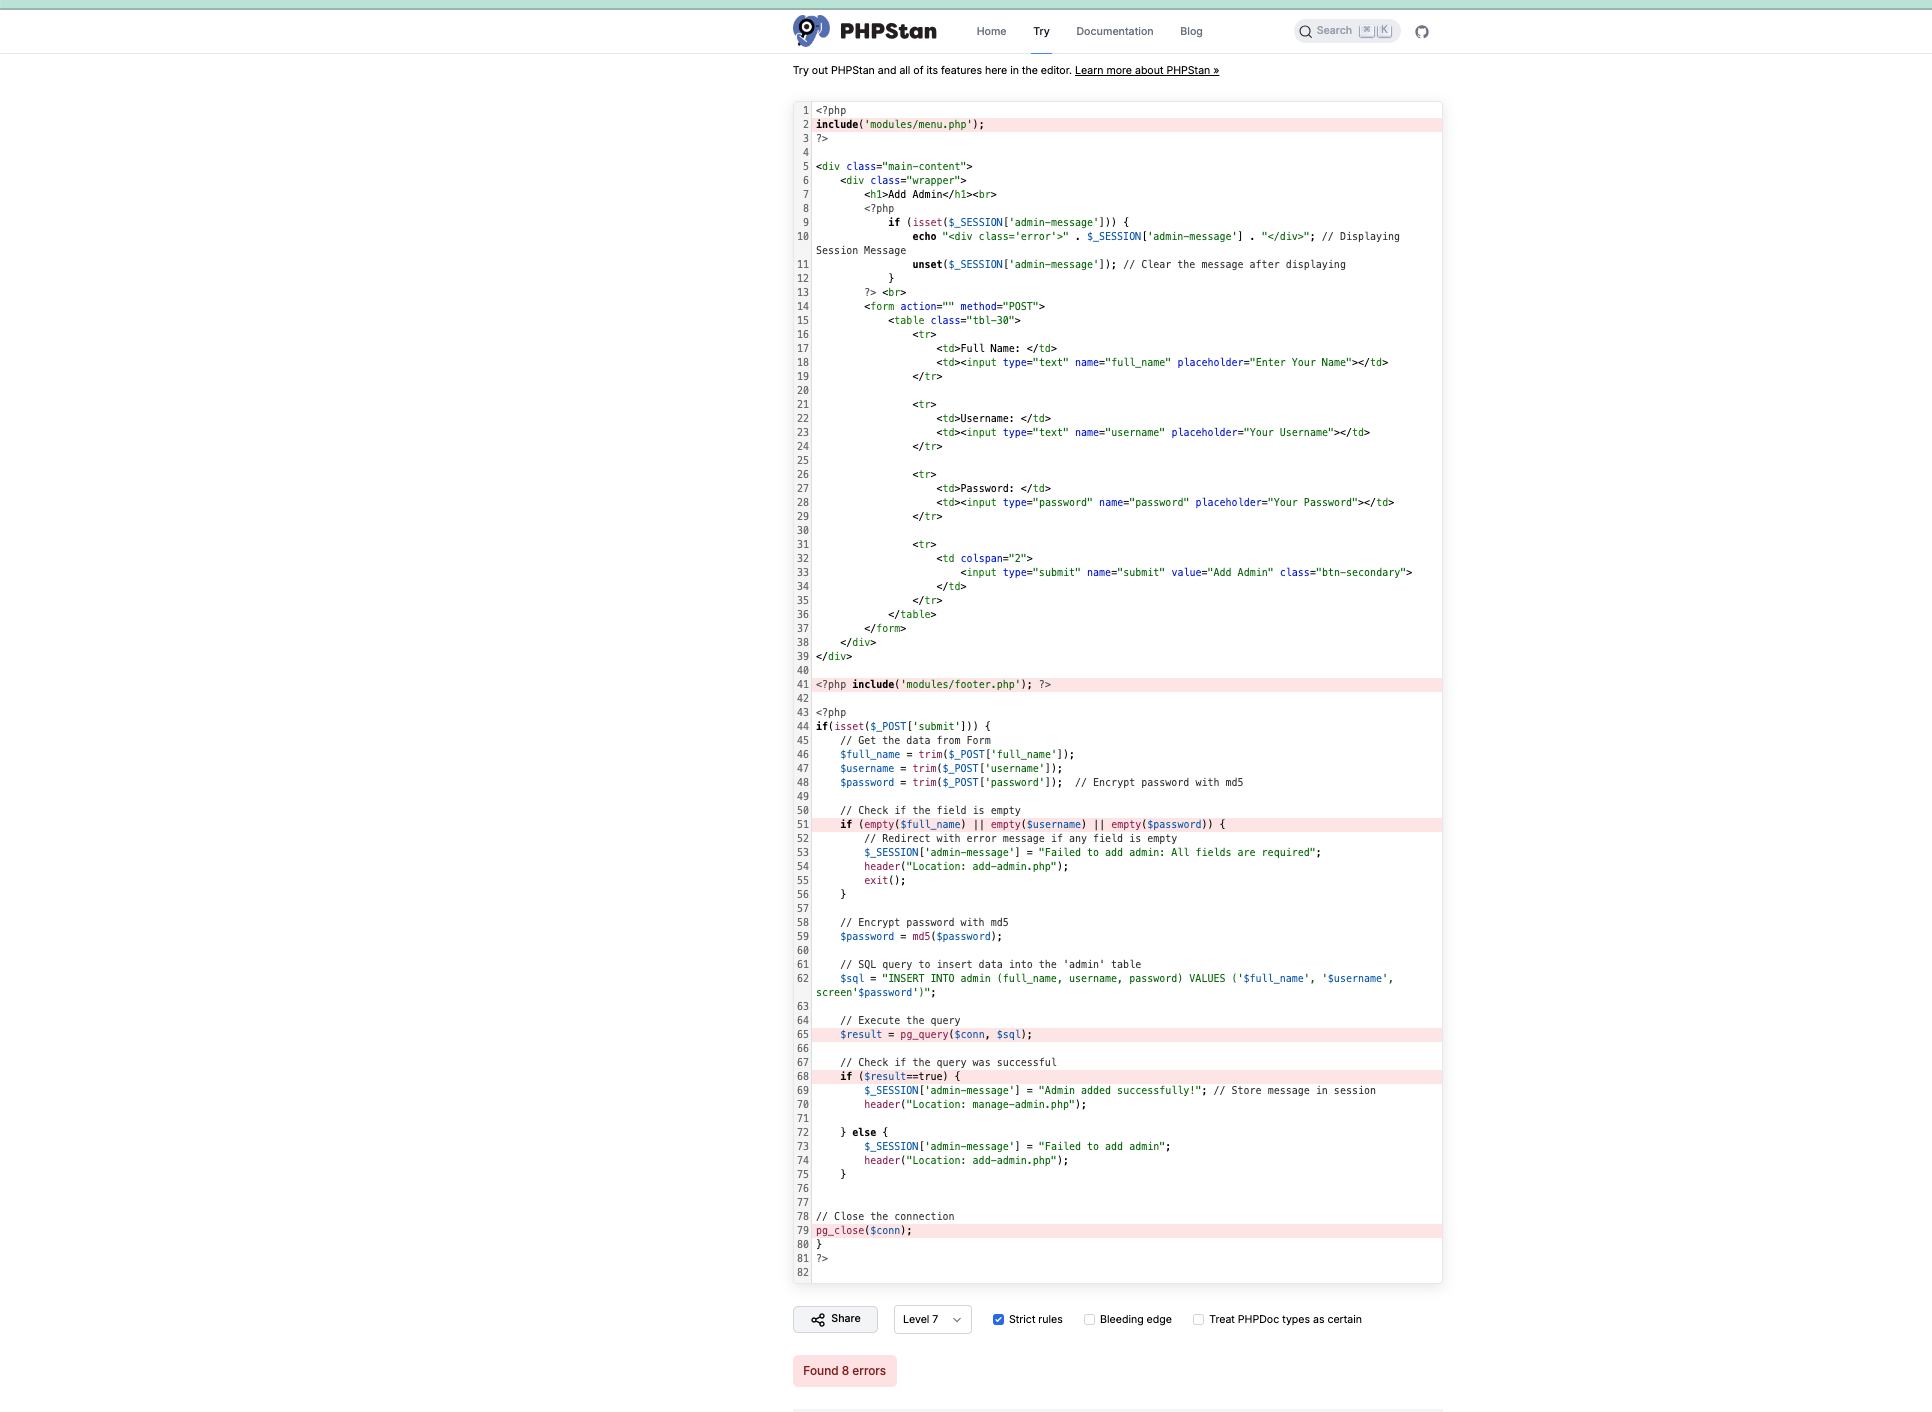 PHPStan
Home Try Documentation Blog
Search ⌘ K
Try out PHPStan and all of its features here in the editor. Learn more about PHPStan »
1 <?php
2 include('modules/menu.php');
3 ?>
4
5 <div class="main-content">
6     <div class="wrapper">
7         <h1>Add Admin</h1><br>
8         <?php
9             if (isset($_SESSION['admin-message'])) {
10                 echo "<div class='error'>" . $_SESSION['admin-message'] . "</div>"; // Displaying
Session Message
11                 unset($_SESSION['admin-message']); // Clear the message after displaying
12             }
13         ?> <br>
14         <form action="" method="POST">
15             <table class="tbl-30">
16                 <tr>
17                     <td>Full Name: </td>
18                     <td><input type="text" name="full_name" placeholder="Enter Your Name"></td>
19                 </tr>
20
21                 <tr>
22                     <td>Username: </td>
23                     <td><input type="text" name="username" placeholder="Your Username"></td>
24                 </tr>
25
26                 <tr>
27                     <td>Password: </td>
28                     <td><input type="password" name="password" placeholder="Your Password"></td>
29                 </tr>
30
31                 <tr>
32                     <td colspan="2">
33                         <input type="submit" name="submit" value="Add Admin" class="btn-secondary">
34                     </td>
35                 </tr>
36             </table>
37         </form>
38     </div>
39 </div>
40
41 <?php include('modules/footer.php'); ?>
42
43 <?php
44 if(isset($_POST['submit'])) {
45     // Get the data from Form
46     $full_name = trim($_POST['full_name']);
47     $username = trim($_POST['username']);
48     $password = trim($_POST['password']);  // Encrypt password with md5
49
50     // Check if the field is empty
51     if (empty($full_name) || empty($username) || empty($password)) {
52         // Redirect with error message if any field is empty
53         $_SESSION['admin-message'] = "Failed to add admin: All fields are required";
54         header("Location: add-admin.php");
55         exit();
56     }
57
58     // Encrypt password with md5
59     $password = md5($password);
60
61     // SQL query to insert data into the 'admin' table
62     $sql = "INSERT INTO admin (full_name, username, password) VALUES ('$full_name', '$username',
screen'$password')";
63
64     // Execute the query
65     $result = pg_query($conn, $sql);
66
67     // Check if the query was successful
68     if ($result==true) {
69         $_SESSION['admin-message'] = "Admin added successfully!"; // Store message in session
70         header("Location: manage-admin.php");
71
72     } else {
73         $_SESSION['admin-message'] = "Failed to add admin";
74         header("Location: add-admin.php");
75     }
76
77
78 // Close the connection
79 pg_close($conn);
80 }
81 ?>
82
Share Level 7 Strict rules Bleeding edge Treat PHPDoc types as certain
Found 8 errors